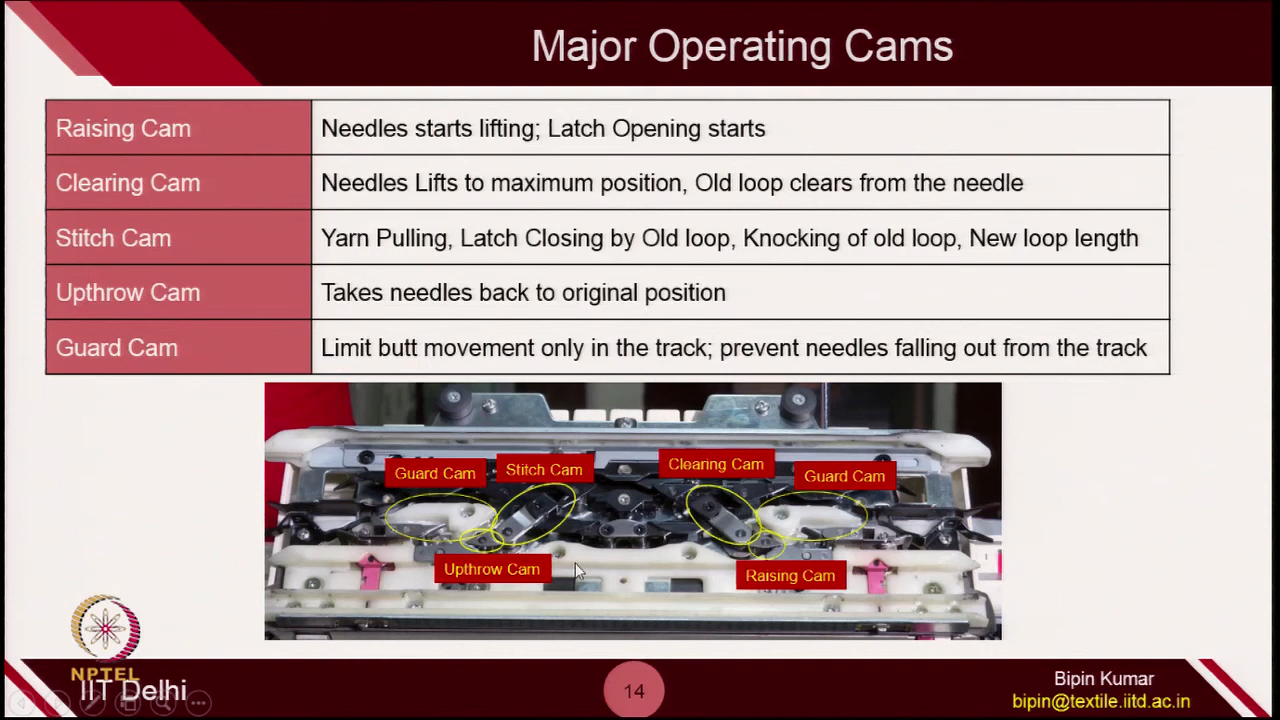 Major Operating Cams
Raising Cam
Needles starts lifting; Latch Opening starts
Clearing Cam
Needles Lifts to maximum position, Old loop clears from the needle
Stitch Cam
Yarn Pulling, Latch Closing by Old loop, Knocking of old loop, New loop length
Upthrow Cam
Takes needles back to original position
Guard Cam
Limit butt movement only in the track; prevent needles falling out from the track
Guard Cam
Stitch Cam
Clearing Cam
Guard Cam
Upthrow Cam
Raising Cam
NPTEL
IIT Delhi
14
Bipin Kumar
bipin@textile.iitd.ac.in